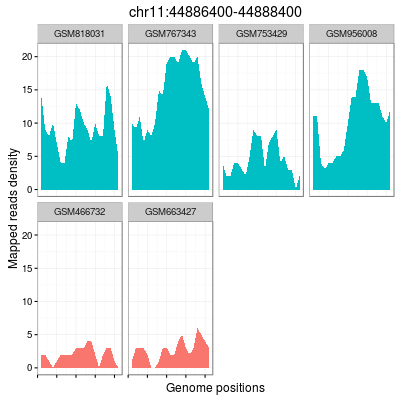 chr11:44886400-44888400
GSM818031 GSM767343 GSM753429 GSM956008
20
15
10
5
0
GSM466732 GSM663427
20
15
10
5
0
Mapped reads density
Genome positions